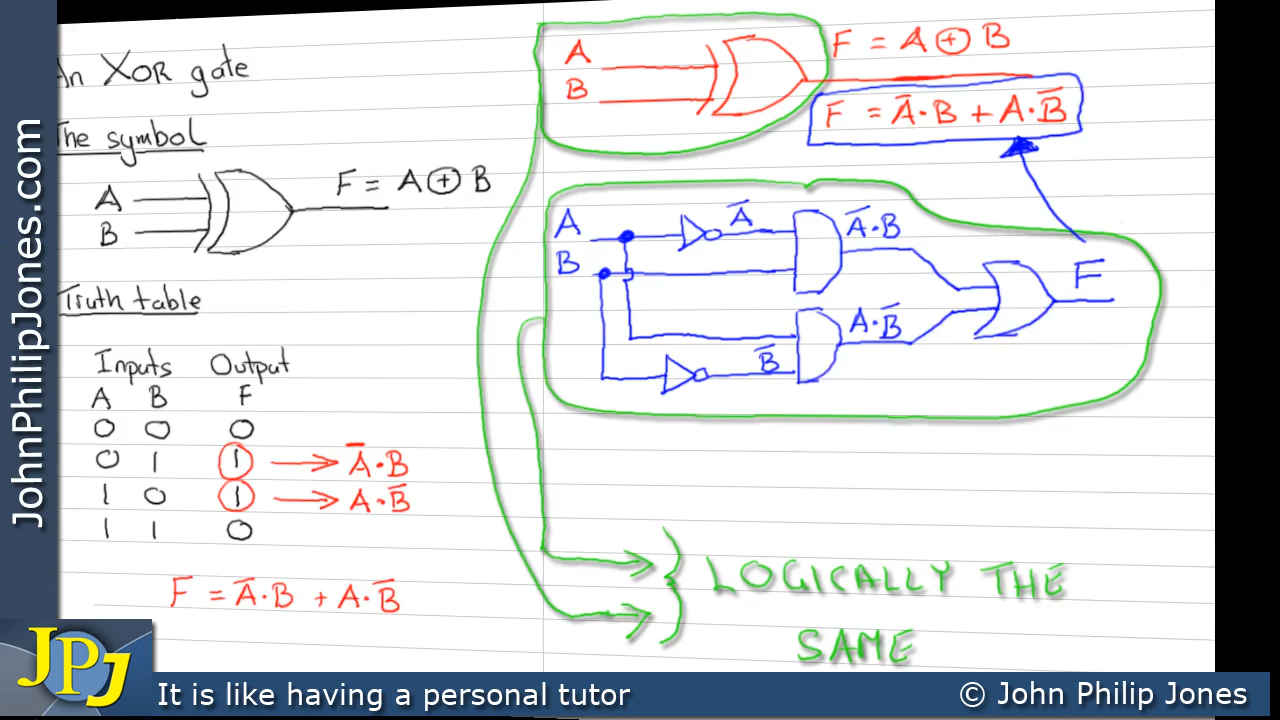 An XOR gate
The symbol
A
B
F = A ⊕ B
Truth table
Inputs Output
A B F
0 0 0
0 1 1 → A̅·B
1 0 1 → A·B̅
1 1 0
F = A̅·B + A·B̅
A
B
F = A ⊕ B
F = A̅·B + A·B̅
A
B
A̅
A̅·B
B̅
A·B̅
F
LOGICALLY THE
SAME
JohnPhilipJones.com
JPJ
It is like having a personal tutor
© John Philip Jones